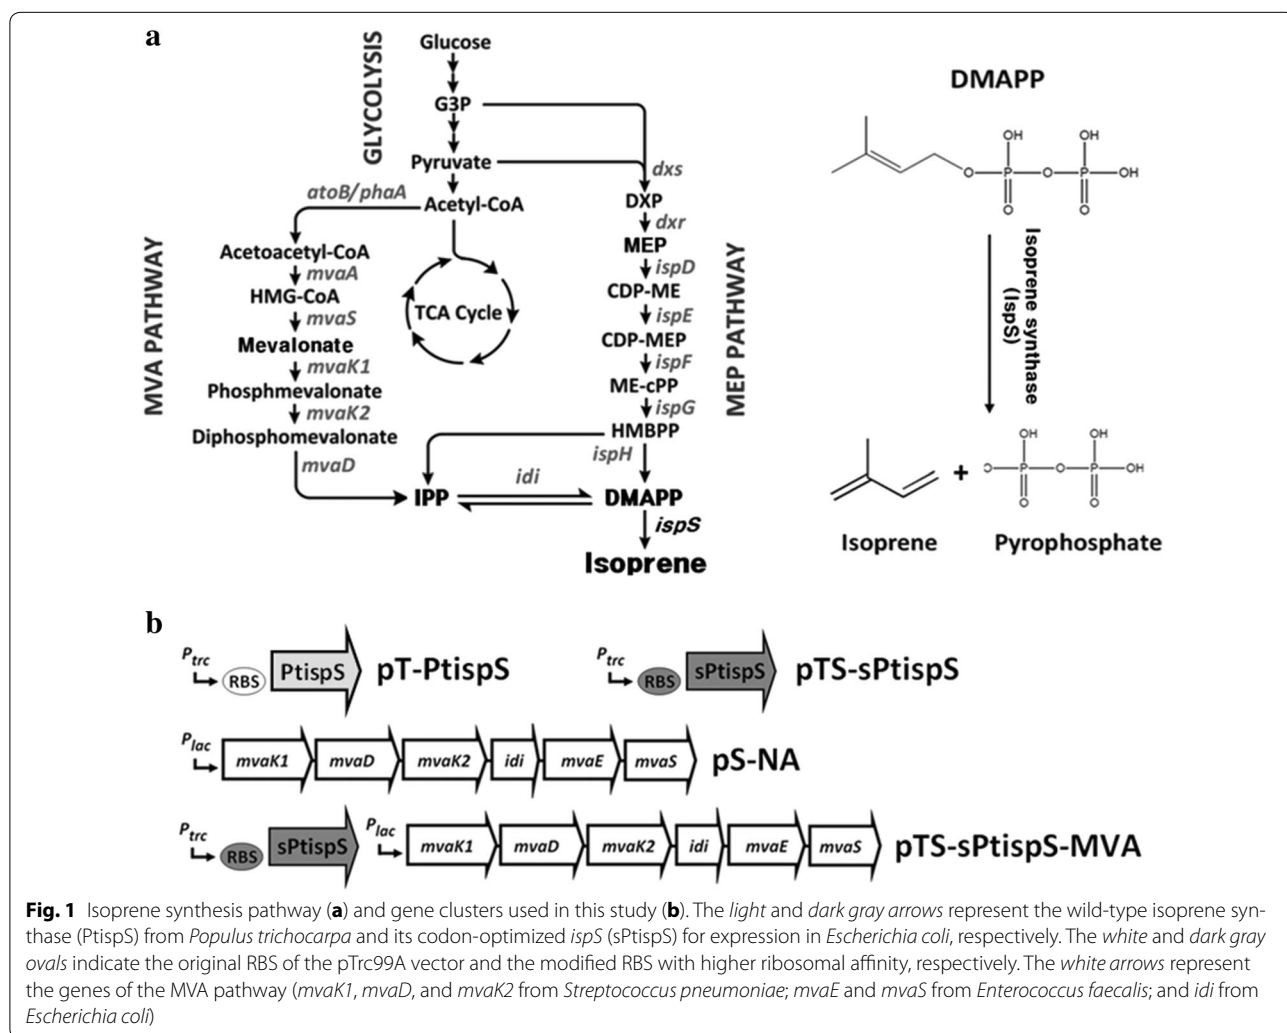 a
Glucose
GLYCOLYSIS
G3P
Pyruvate
dxs
atoB/phaA
Acetyl-CoA
DXP
dxr
Acetoacetyl-CoA
MEP
mvaA
ispD
HMG-CoA
CDP-ME
mvaS
TCA Cycle
ispE
Mevalonate
CDP-MEP
mvaK1
ispF
Phosphmevalonate
ME-cPP
mvaK2
ispG
Diphosphomevalonate
HMBPP
mvaD
ispH
idi
IPP
DMAPP
ispS
Isoprene
MVA PATHWAY
MEP PATHWAY
DMAPP
OH OH
O P O P OH
O O
Isoprene synthase
(IspS)
OH OH
+ O P O P OH
O O
Isoprene Pyrophosphate
b
Ptrc RBS PtispS pT-PtispS
Ptrc RBS sPtispS pTS-sPtispS
Plac mvaK1 mvaD mvaK2 idi mvaE mvaS pS-NA
Ptrc RBS sPtispS Plac mvaK1 mvaD mvaK2 idi mvaE mvaS pTS-sPtispS-MVA
Fig. 1 Isoprene synthesis pathway (a) and gene clusters used in this study (b). The light and dark gray arrows represent the wild-type isoprene syn-
thase (PtispS) from Populus trichocarpa and its codon-optimized ispS (sPtispS) for expression in Escherichia coli, respectively. The white and dark gray
ovals indicate the original RBS of the pTrc99A vector and the modified RBS with higher ribosomal affinity, respectively. The white arrows represent
the genes of the MVA pathway (mvaK1, mvaD, and mvaK2 from Streptococcus pneumoniae; mvaE and mvaS from Enterococcus faecalis; and idi from
Escherichia coli)